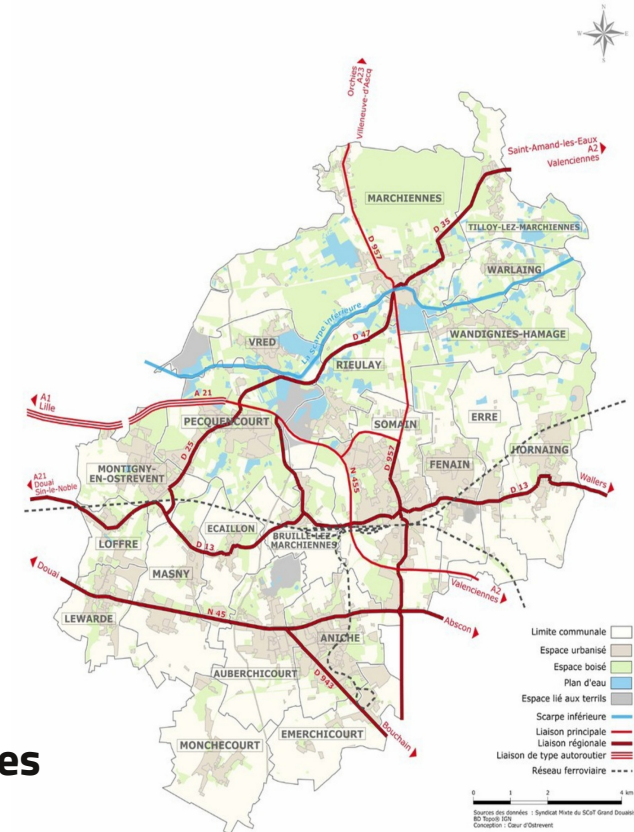 N
E
S
Orchies
A23
Villeneuve-d'Ascq
Saint-Amand-les-Eaux
A2
Valenciennes
MARCHIENNES
D 35
TILLOY-LEZ-MARCHIENNES
D 957
WARLAING
La Scarpe Inférieure
WANDIGNIES-HAMAGE
VRED
D 47
RIEULAY
A1
Lille
A 21
PECQUENCOURT
SOMAIN
ERRE
HORNAING
D 25
MONTIGNY-
EN-OSTREVENT
FENAIN
D 957
N 455
A21
Douai
Sin-le-Noble
D 13
Wallers
ECAILLON
BRUILLE-LEZ
MARCHIENNES
LOFFRE
D 13
MASNY
Douai
A2
Valenciennes
LEWARDE
N 45
Abscon
ANICHE
AUBERCHICOURT
D 943
EMERCHICOURT
Bouchain
MONCHECOURT
es
Limite communale
Espace urbanisé
Espace boisé
Plan d'eau
Espace lié aux terrils
Scarpe inférieure
Liaison principale
Liaison régionale
Liaison de type autoroutier
Réseau ferroviaire
0 1 2 4 km
Sources des données : Syndicat Mixte du SCoT Grand Douaisi
BD Topo® IGN
Conception : Cœur d'Ostrevent